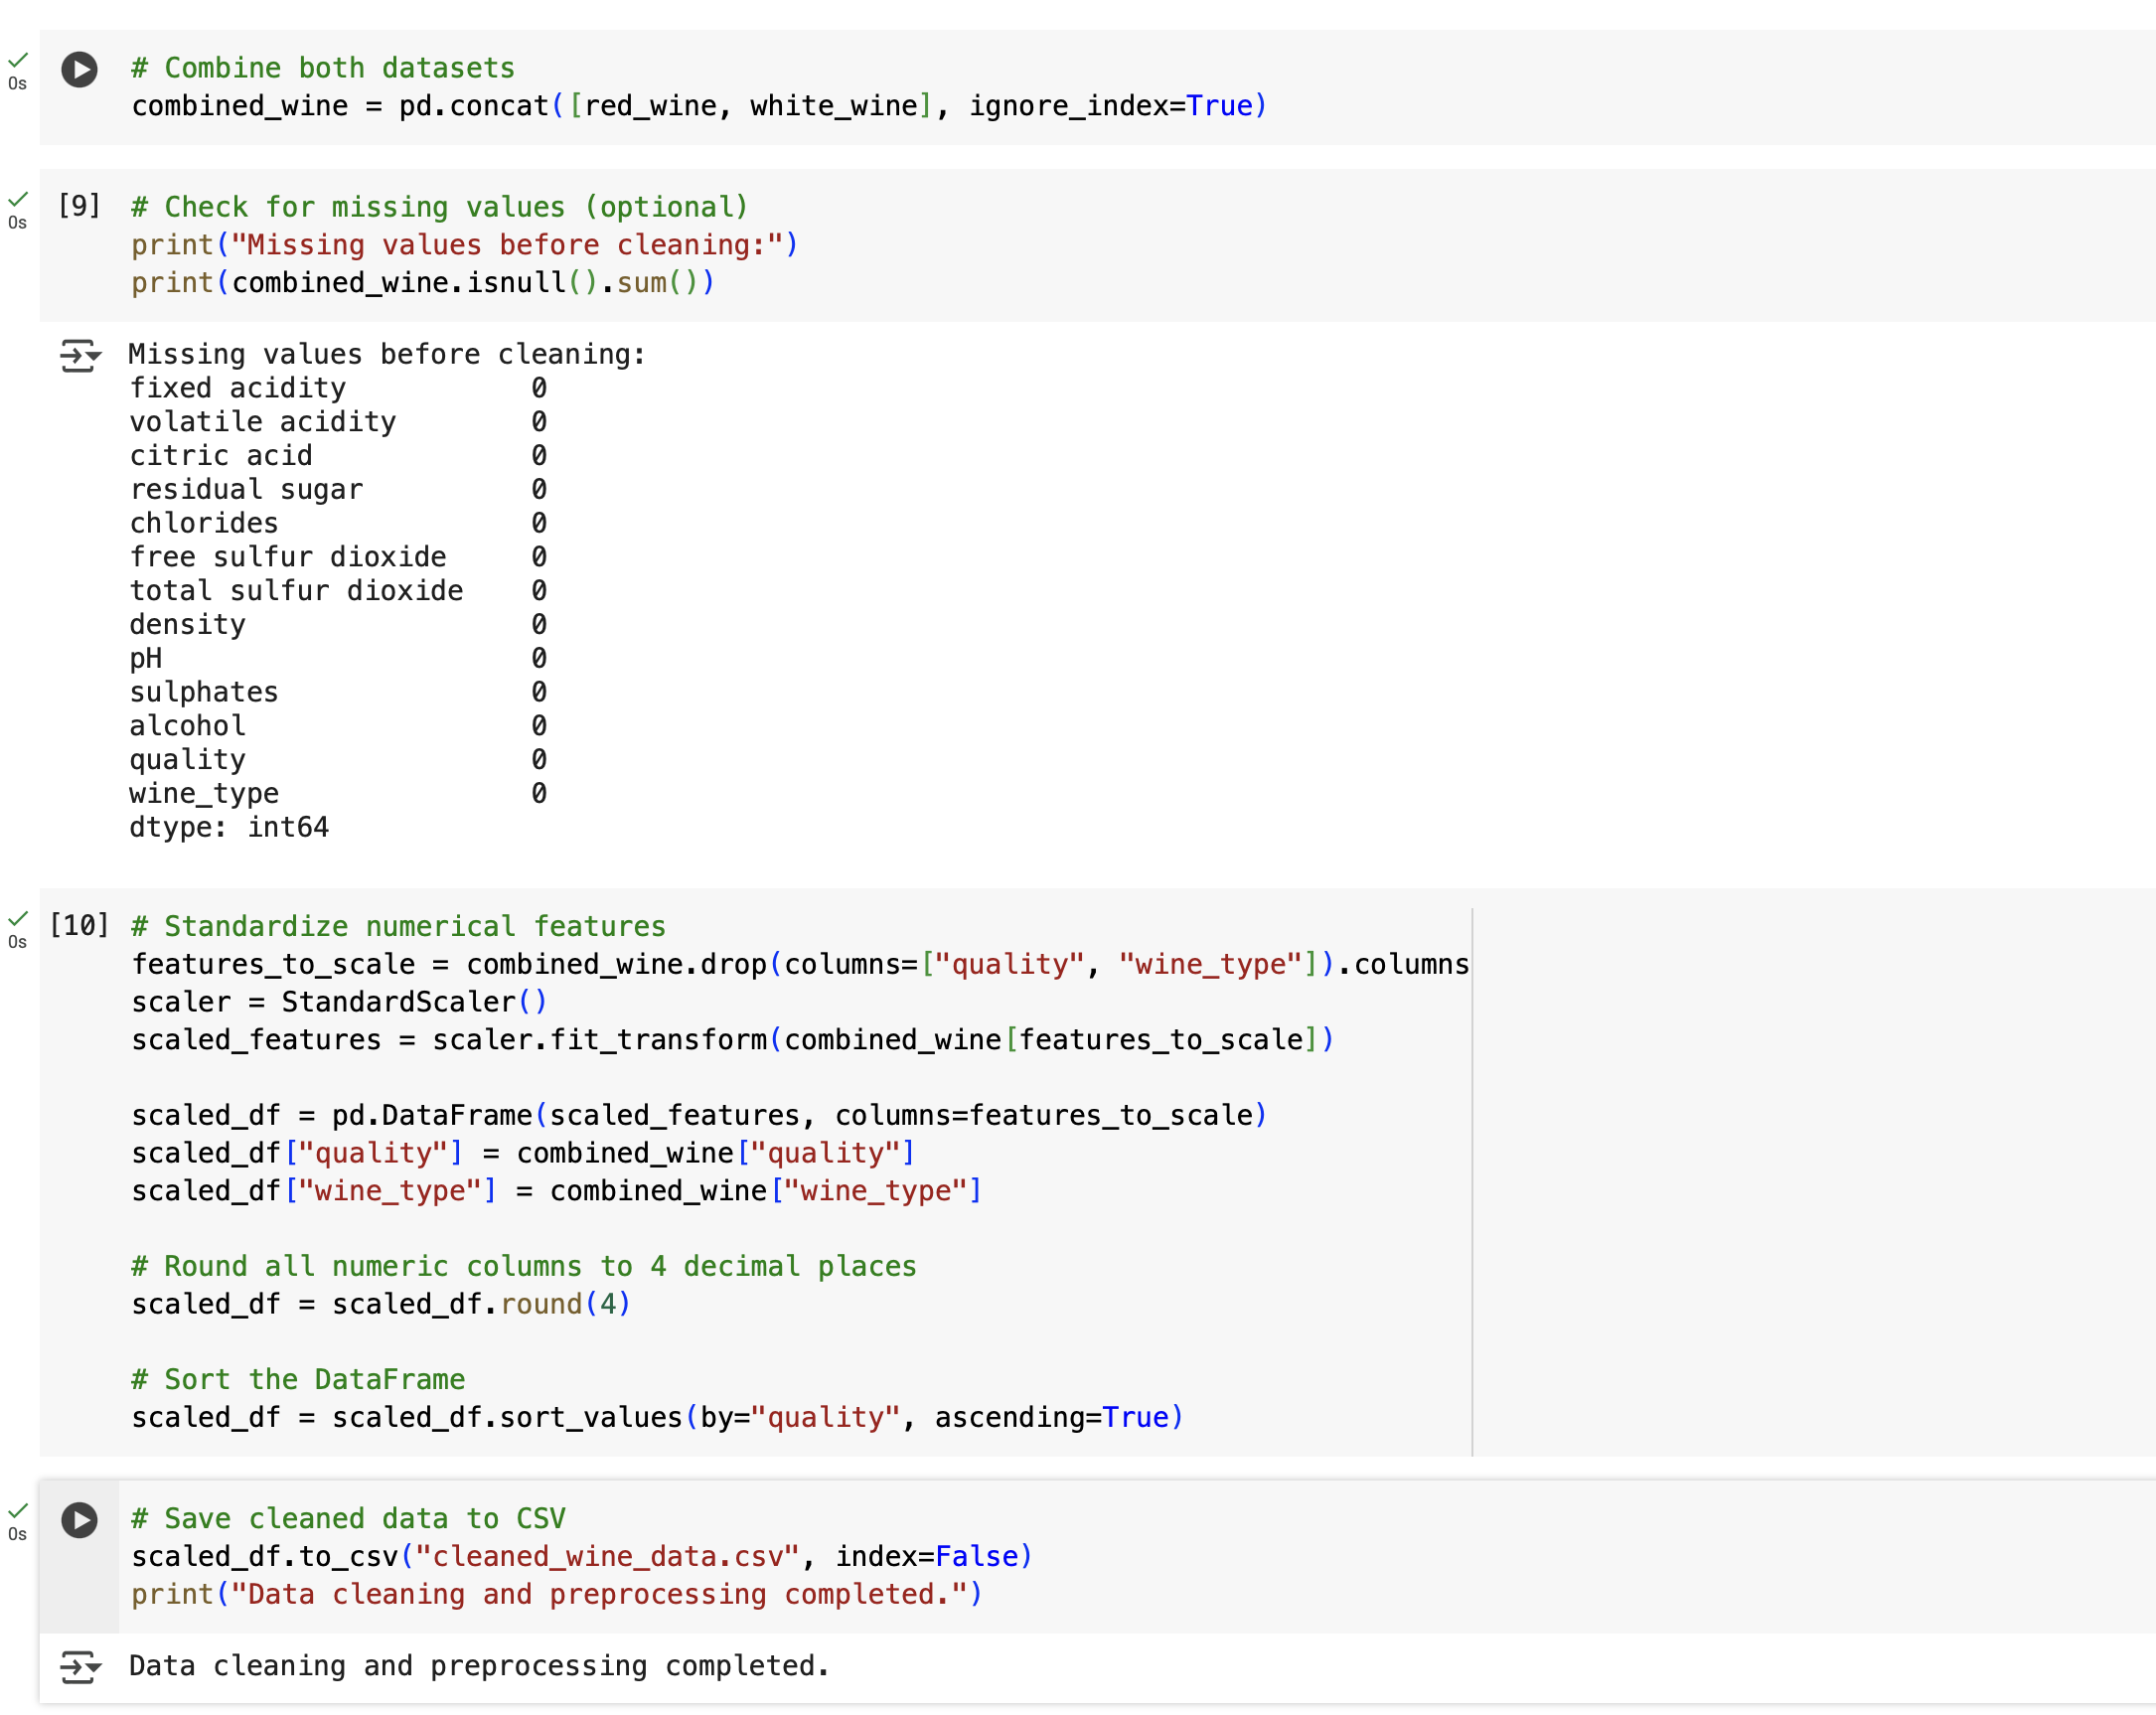 0s
# Combine both datasets
combined_wine = pd.concat([red_wine, white_wine], ignore_index=True)
0s
[9]
# Check for missing values (optional)
print("Missing values before cleaning:")
print(combined_wine.isnull().sum())
Missing values before cleaning:
fixed acidity 0
volatile acidity 0
citric acid 0
residual sugar 0
chlorides 0
free sulfur dioxide 0
total sulfur dioxide 0
density 0
pH 0
sulphates 0
alcohol 0
quality 0
wine_type 0
dtype: int64
0s
[10]
# Standardize numerical features
features_to_scale = combined_wine.drop(columns=["quality", "wine_type"]).columns
scaler = StandardScaler()
scaled_features = scaler.fit_transform(combined_wine[features_to_scale])
scaled_df = pd.DataFrame(scaled_features, columns=features_to_scale)
scaled_df["quality"] = combined_wine["quality"]
scaled_df["wine_type"] = combined_wine["wine_type"]
# Round all numeric columns to 4 decimal places
scaled_df = scaled_df.round(4)
# Sort the DataFrame
scaled_df = scaled_df.sort_values(by="quality", ascending=True)
0s
# Save cleaned data to CSV
scaled_df.to_csv("cleaned_wine_data.csv", index=False)
print("Data cleaning and preprocessing completed.")
Data cleaning and preprocessing completed.